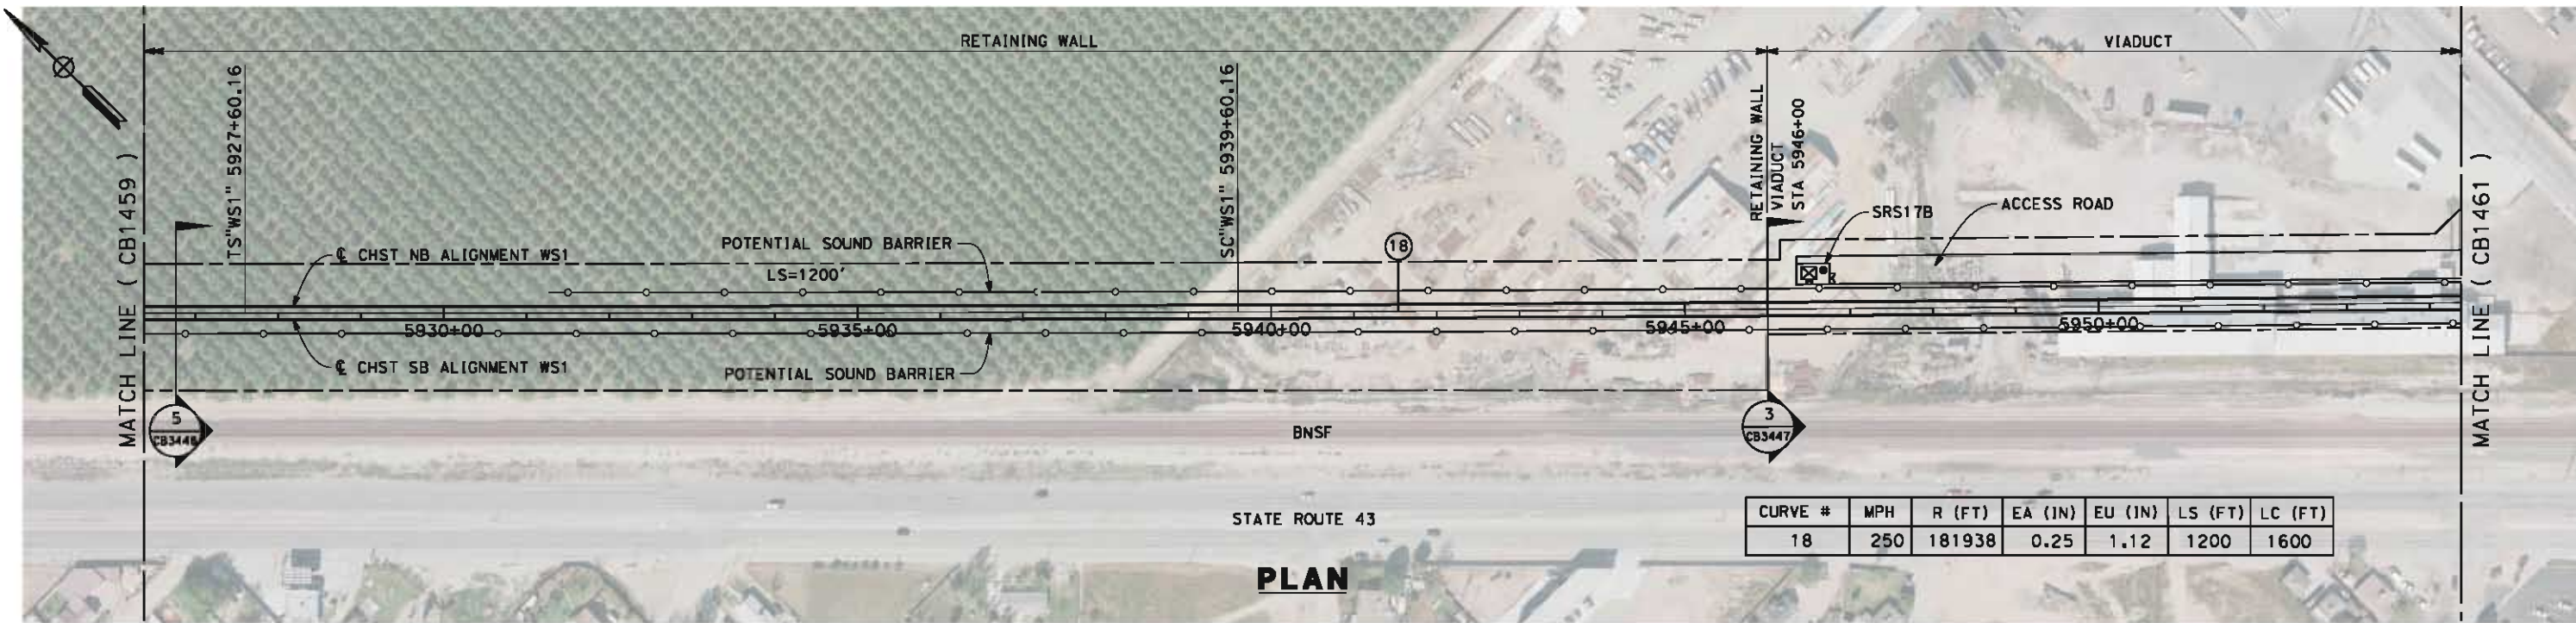 RETAINING WALL
VIADUCT
MATCH LINE ( CB1459 )
TS"WS1" 5927+60.16
℄ CHST NB ALIGNMENT WS1
POTENTIAL SOUND BARRIER
LS=1200'
SC"WS1" 5939+60.16
18
RETAINING WALL
VIADUCT
STA 5946+00
SRS17B
ACCESS ROAD
MATCH LINE ( CB1461 )
5930+00
5935+00
5940+00
5945+00
5950+00
℄ CHST SB ALIGNMENT WS1
POTENTIAL SOUND BARRIER
5
3
CB3447
BNSF
STATE ROUTE 43
CURVE # MPH R (FT) EA (IN) EU (IN) LS (FT) LC (FT)
18 250 181938 0.25 1.12 1200 1600
PLAN